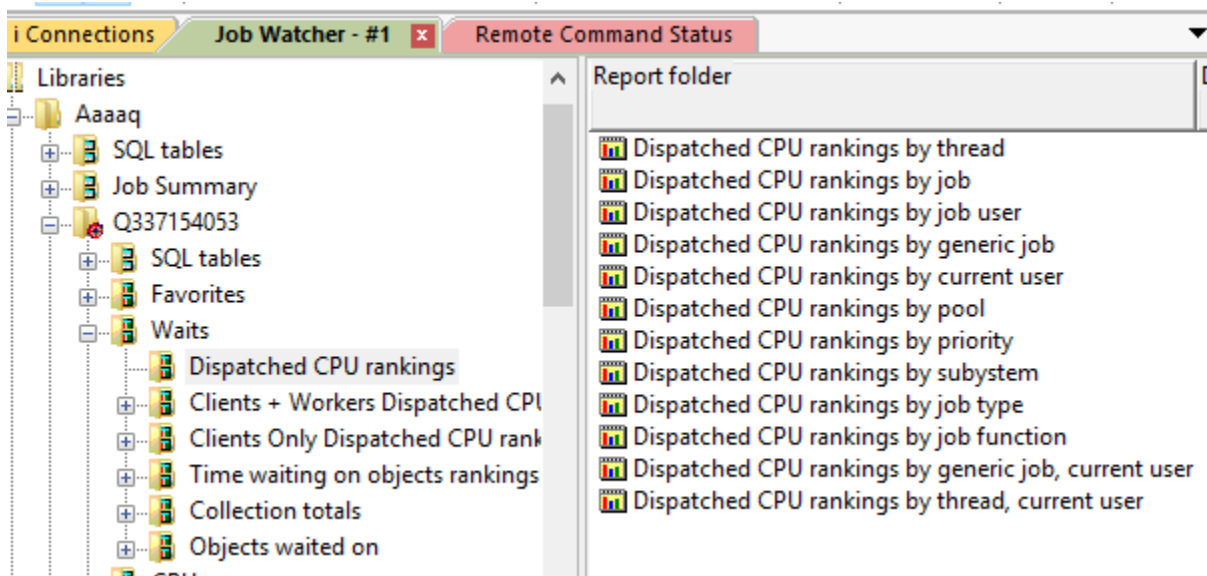 i Connections
Job Watcher - #1
Remote Command Status
Libraries
Aaaaq
SQL tables
Job Summary
Q337154053
SQL tables
Favorites
Waits
Dispatched CPU rankings
Clients + Workers Dispatched CPU
Clients Only Dispatched CPU rank
Time waiting on objects rankings
Collection totals
Objects waited on
Report folder
Dispatched CPU rankings by thread
Dispatched CPU rankings by job
Dispatched CPU rankings by job user
Dispatched CPU rankings by generic job
Dispatched CPU rankings by current user
Dispatched CPU rankings by pool
Dispatched CPU rankings by priority
Dispatched CPU rankings by subystem
Dispatched CPU rankings by job type
Dispatched CPU rankings by job function
Dispatched CPU rankings by generic job, current user
Dispatched CPU rankings by thread, current user